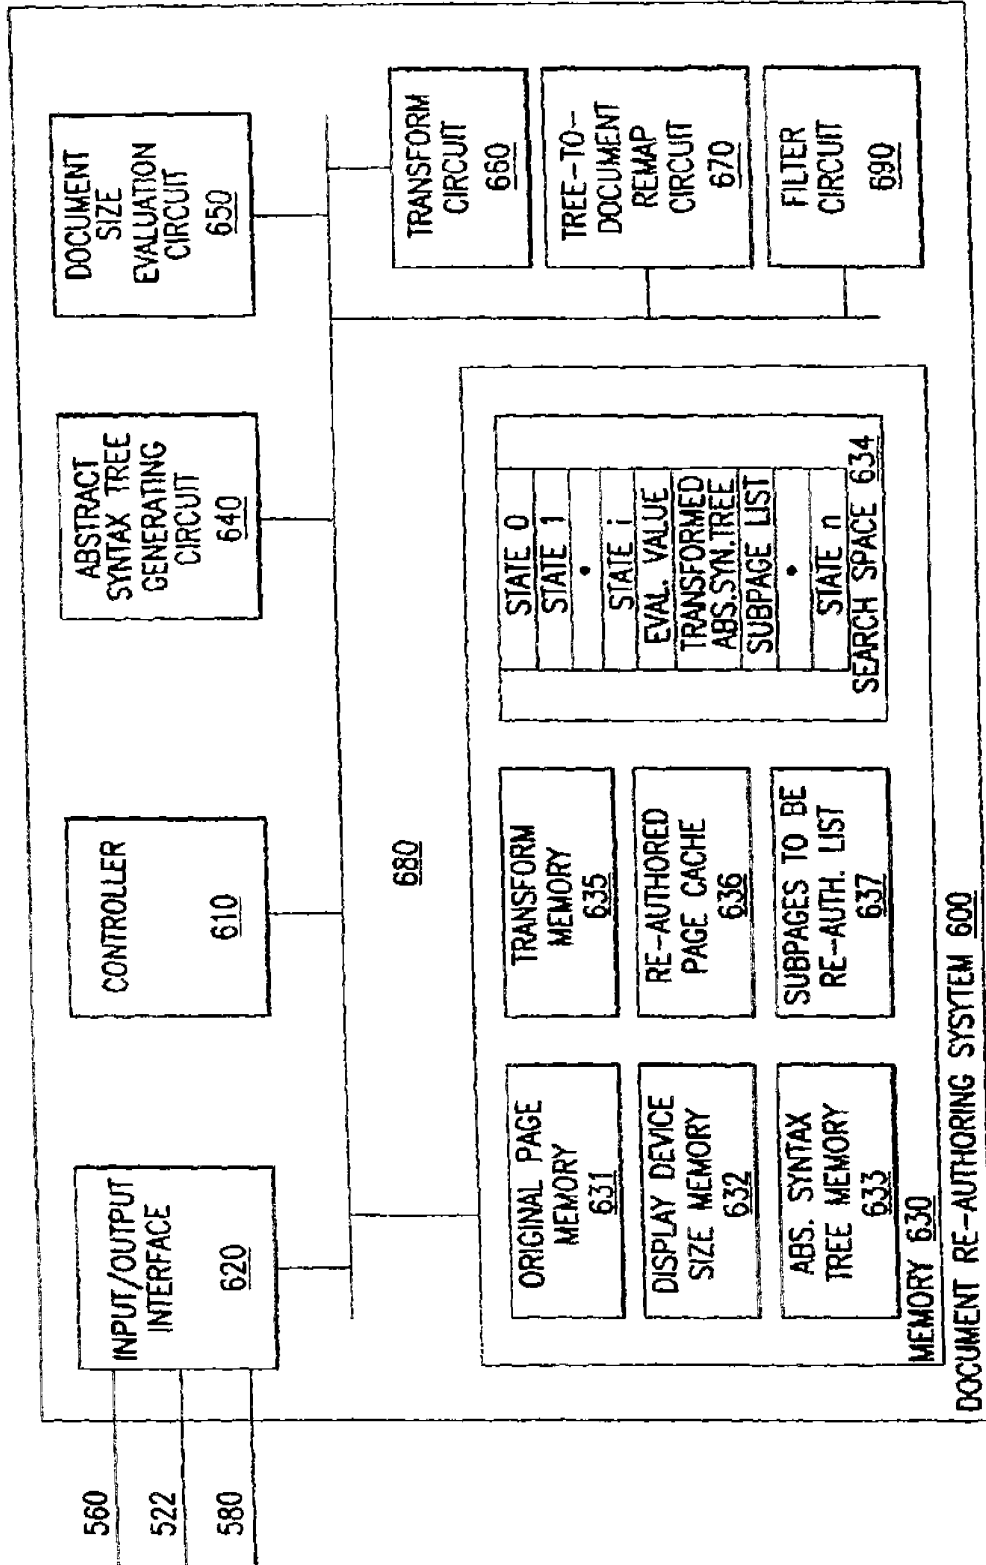 560
522
580
INPUT/OUTPUT
INTERFACE
620
CONTROLLER
610
ABSTRACT
SYNTAX TREE
GENERATING
CIRCUIT
640
DOCUMENT
SIZE
EVALUATION
CIRCUIT
650
680
TRANSFORM
CIRCUIT
660
TREE-TO-
DOCUMENT
REMAP
CIRCUIT
670
FILTER
CIRCUIT
690
ORIGINAL PAGE
MEMORY
631
DISPLAY DEVICE
SIZE MEMORY
632
ABS. SYNTAX
TREE MEMORY
633
TRANSFORM
MEMORY
635
RE-AUTHORED
PAGE CACHE
636
SUBPAGES TO BE
RE-AUTH. LIST
637
STATE 0
STATE 1
•
STATE i
EVAL. VALUE
TRANSFORMED
ABS.SYN.TREE
SUBPAGE LIST
•
STATE n
SEARCH SPACE 634
MEMORY 630
DOCUMENT RE-AUTHORING SYSYTEM 600